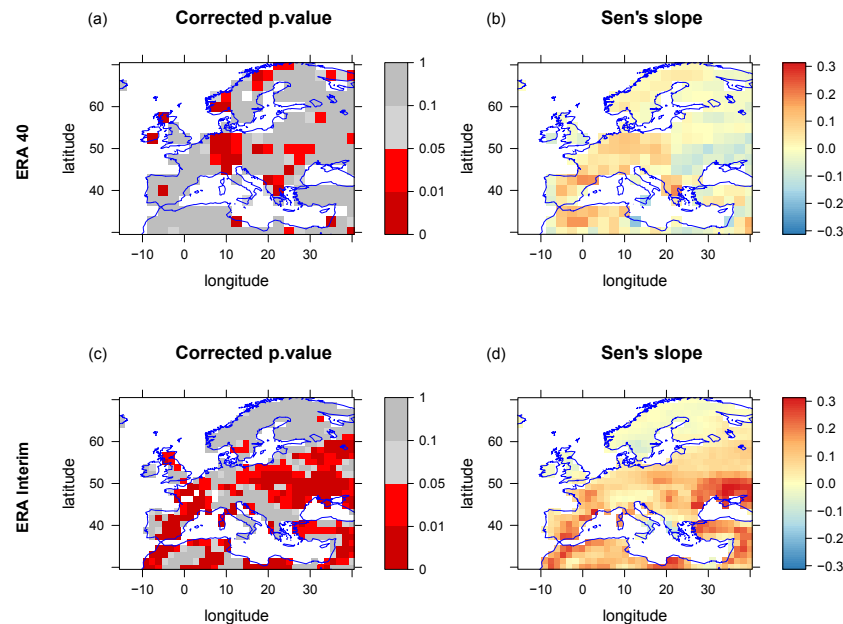 (a) Corrected p.value
(b) Sen's slope
ERA 40
latitude
60
50
40
−10 0 10 20 30
longitude
1
0.1
0.05
0.01
0
latitude
60
50
40
−10 0 10 20 30
longitude
0.3
0.2
0.1
0.0
−0.1
−0.2
−0.3
(c) Corrected p.value
(d) Sen's slope
ERA Interim
latitude
60
50
40
−10 0 10 20 30
longitude
1
0.1
0.05
0.01
0
latitude
60
50
40
−10 0 10 20 30
longitude
0.3
0.2
0.1
0.0
−0.1
−0.2
−0.3